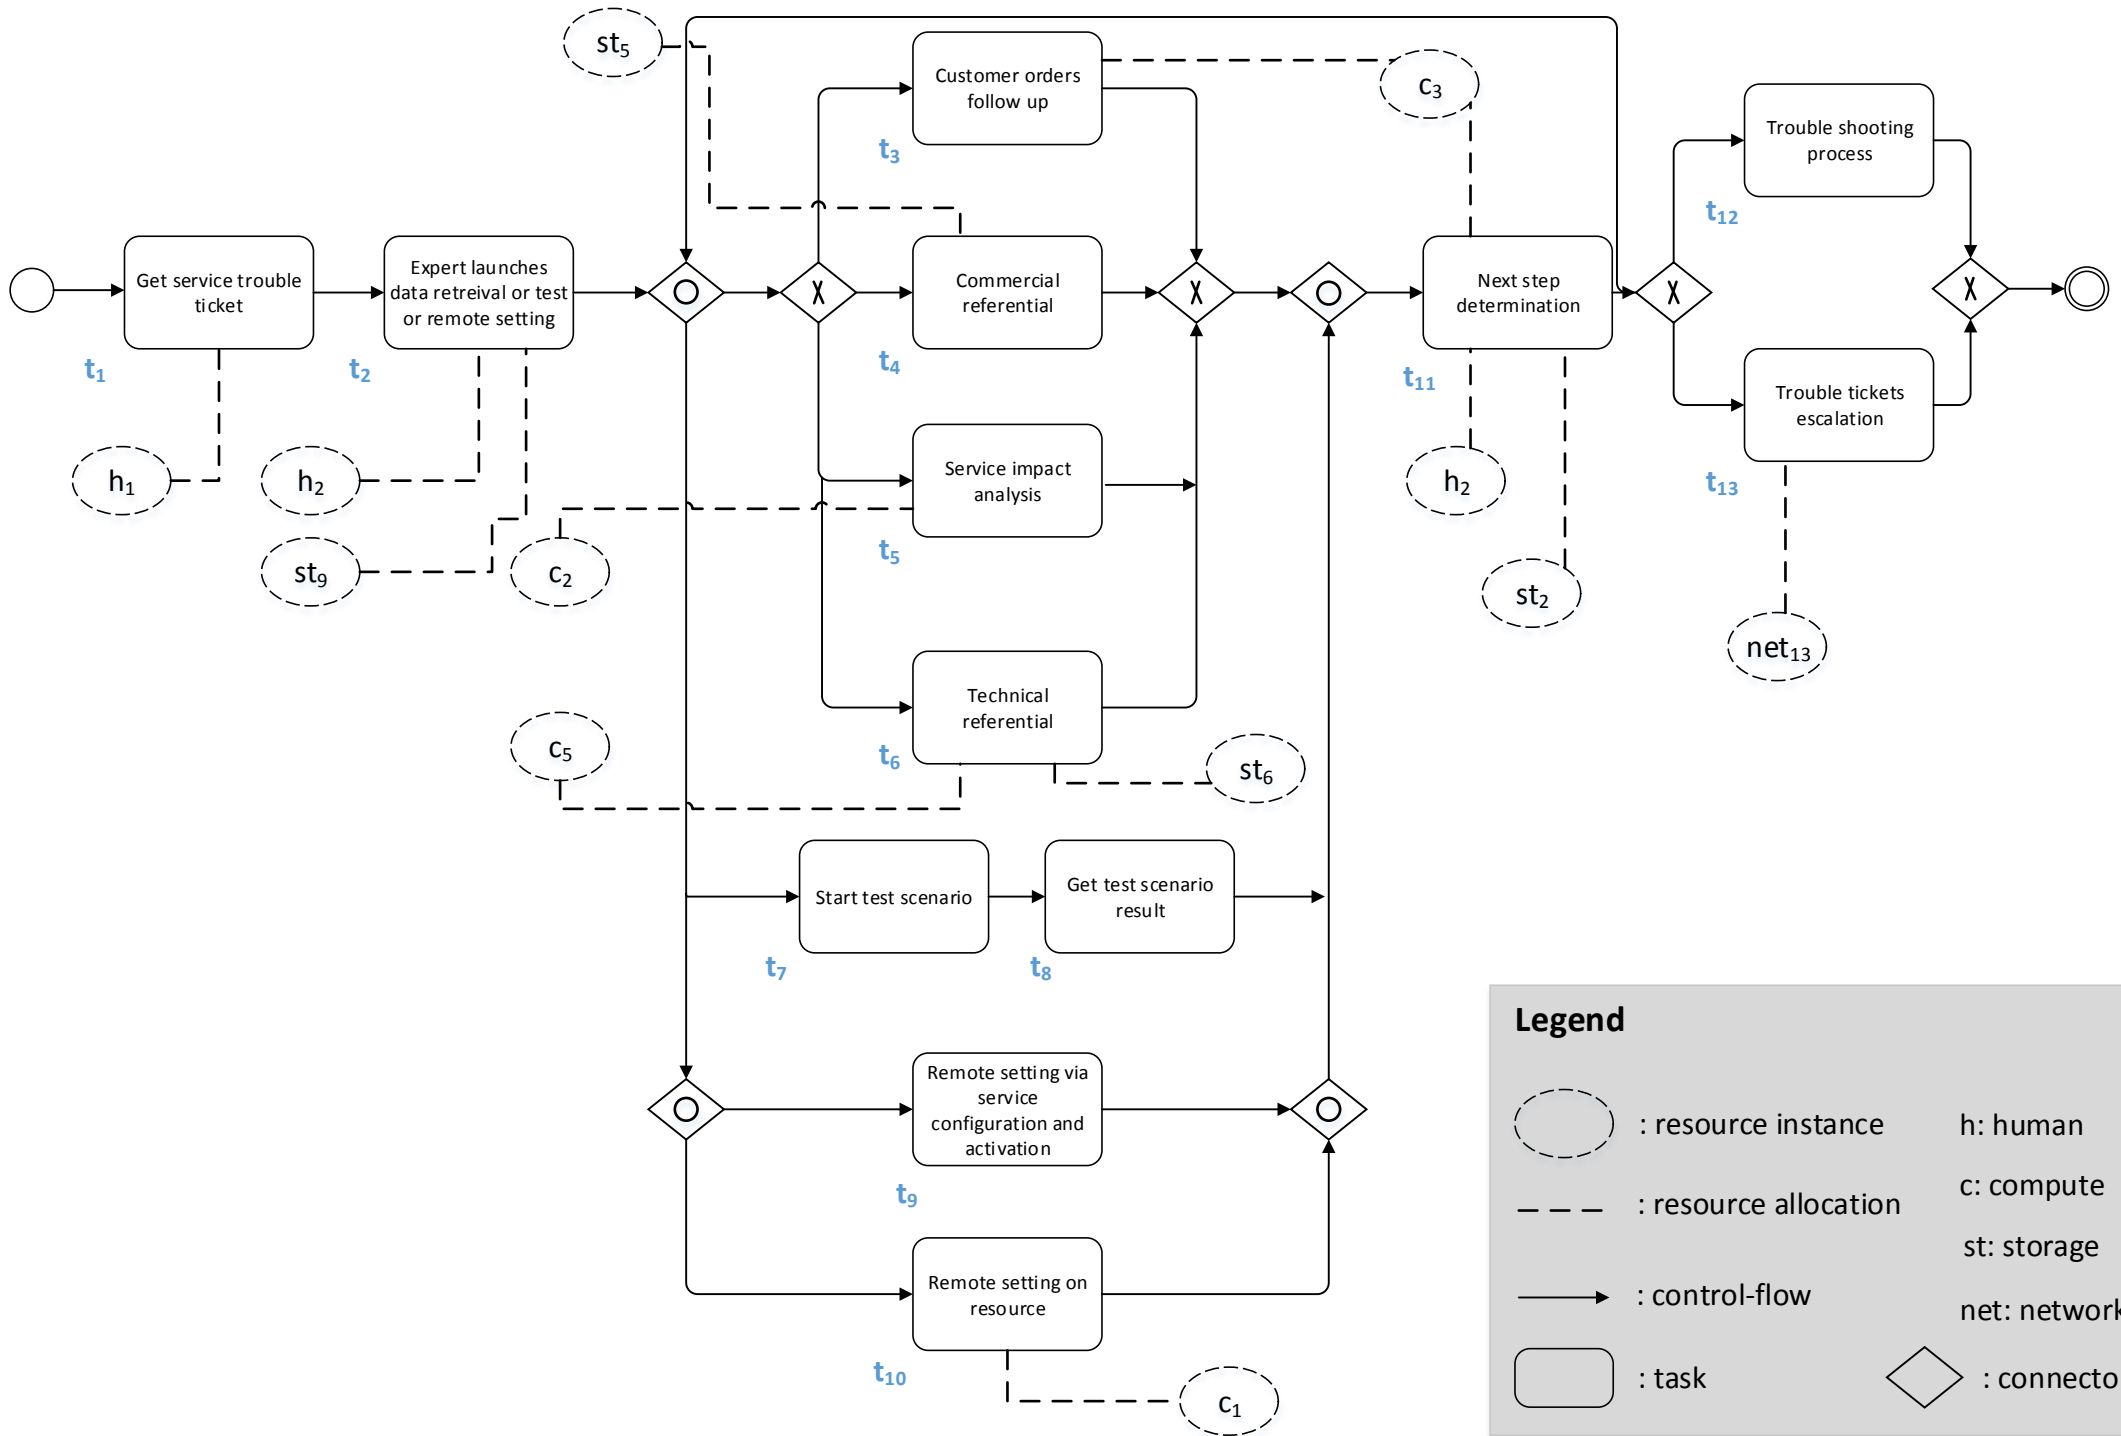 st5
Customer orders
follow up
c3
t3
Trouble shooting
process
t12
Get service trouble
ticket
t1
Expert launches
data retreival or test
or remote setting
t2
X
Commercial
referential
t4
X
Next step
determination
t11
X
X
h1
h2
st9
c2
Service impact
analysis
t5
h2
st2
Trouble tickets
escalation
t13
net13
c5
Technical
referential
t6
st6
Start test scenario
t7
Get test scenario
result
t8
Remote setting via
service
configuration and
activation
t9
Remote setting on
resource
t10
c1
Legend
: resource instance
h: human
: resource allocation
c: compute
st: storage
: control-flow
net: network
: task
: connecto